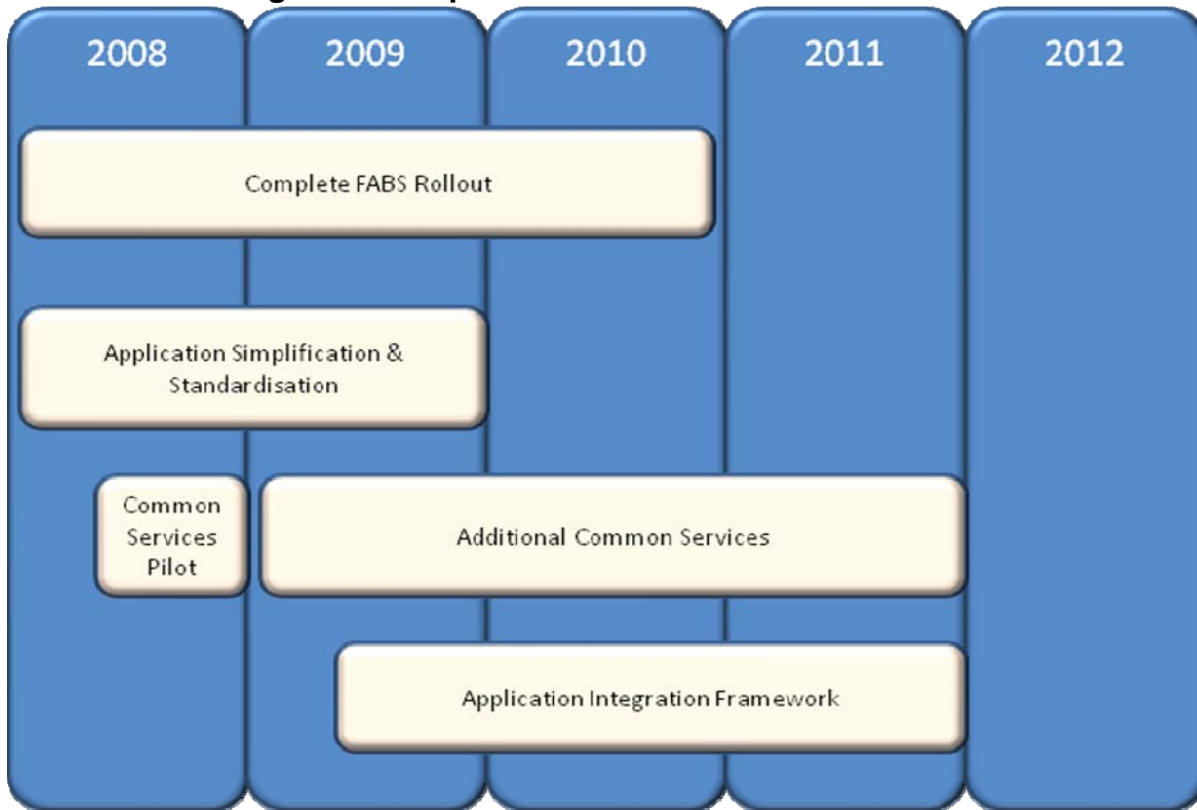 2008 2009 2010 2011 2012
Complete FABS Rollout
Application Simplification &
Standardisation
Common
Services
Pilot
Additional Common Services
Application Integration Framework